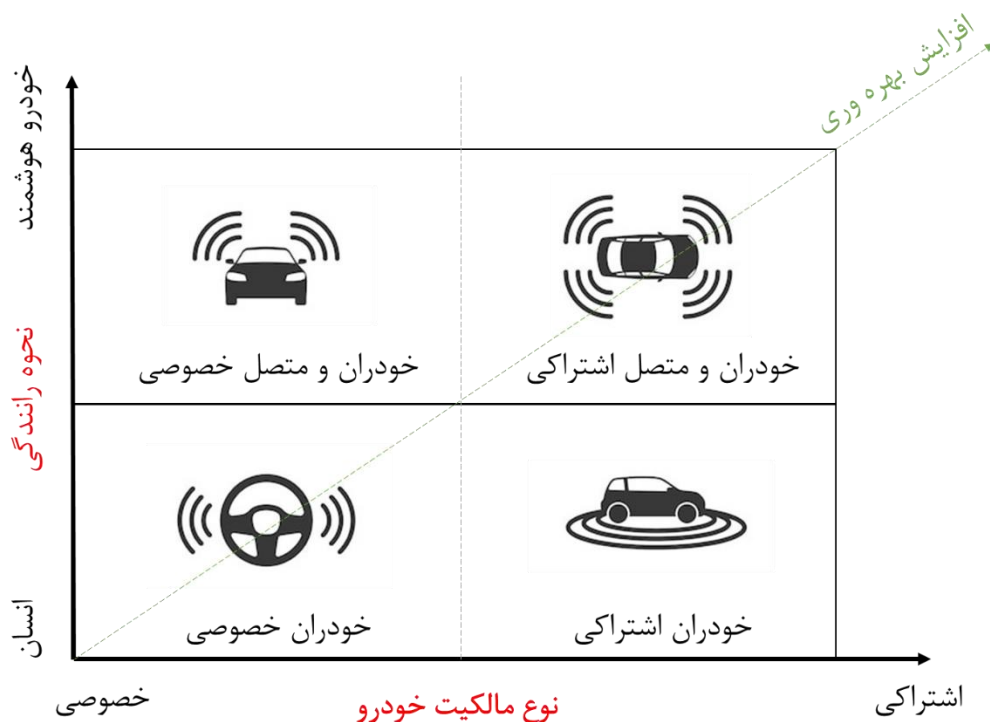 افزایش بهره وری
خودرو هوشمند
نحوه رانندگی
انسان
خودران و متصل خصوصی
خودران و متصل اشتراکی
خودران خصوصی
خودران اشتراکی
خصوصی
نوع مالکیت خودرو
اشتراکی